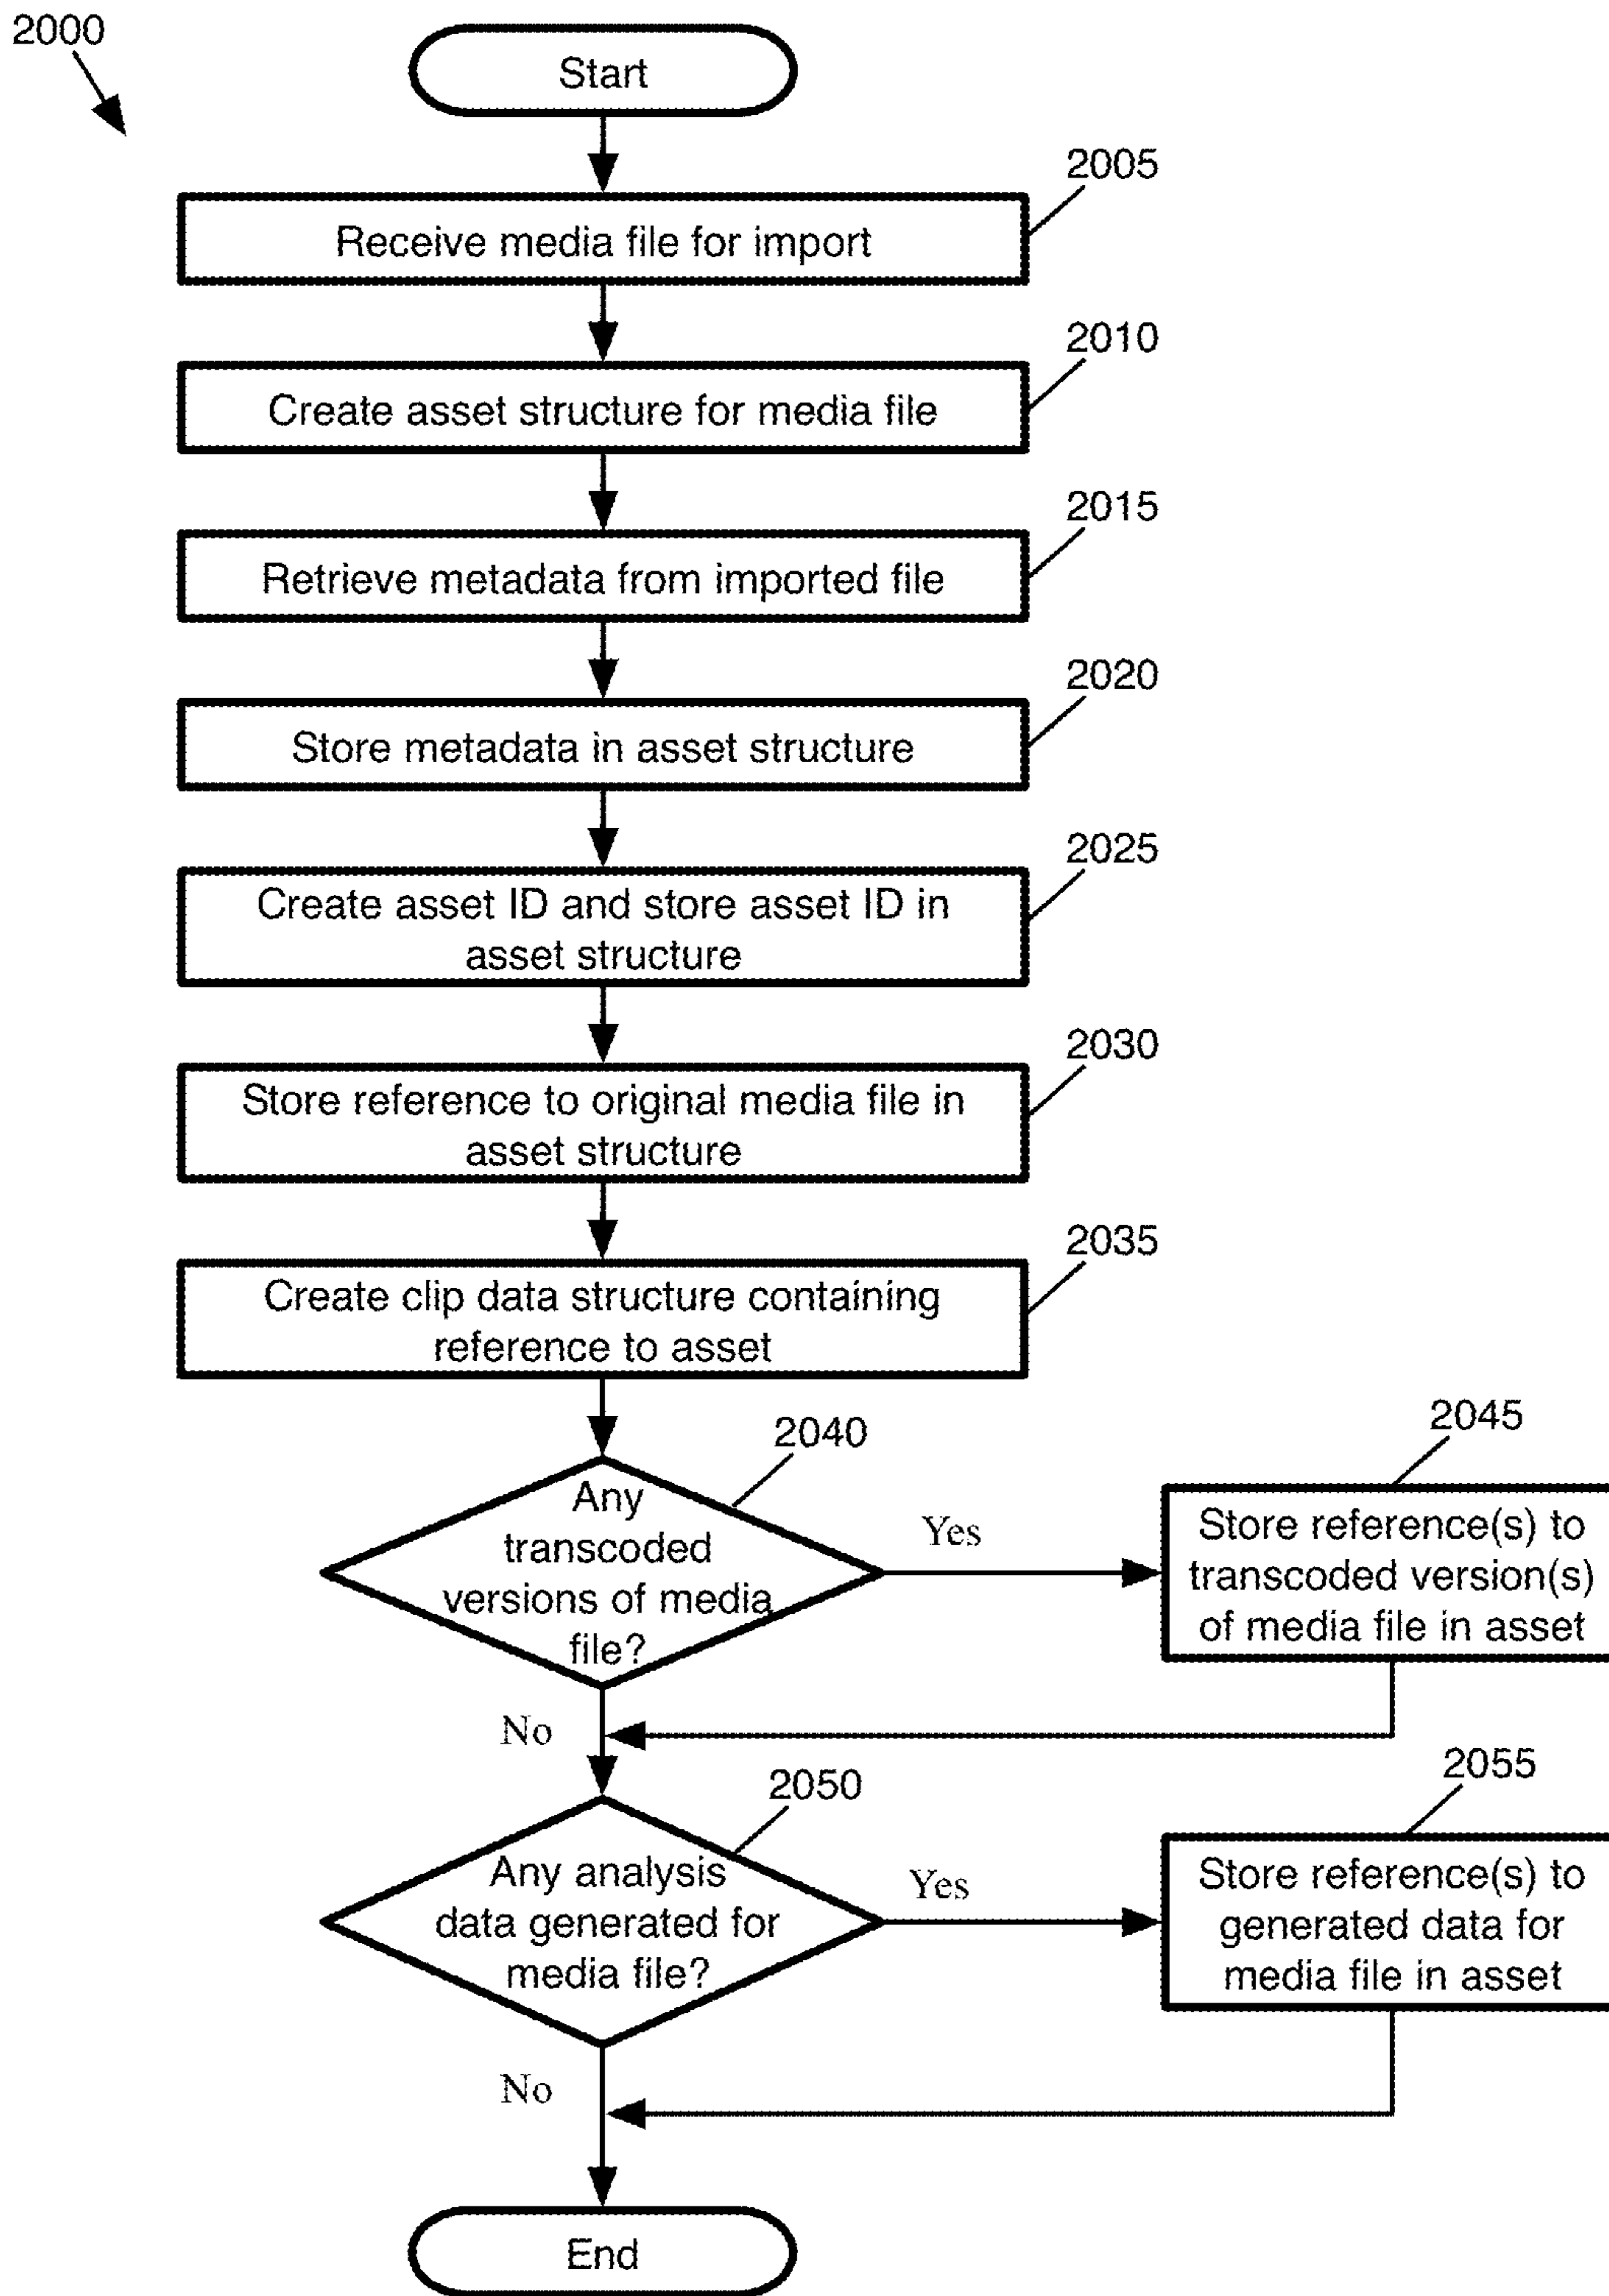 2000
Start
2005
Receive media file for import
2010
Create asset structure for media file
2015
Retrieve metadata from imported file
2020
Store metadata in asset structure
2025
Create asset ID and store asset ID in
asset structure
2030
Store reference to original media file in
asset structure
2035
Create clip data structure containing
reference to asset
2040
Any
transcoded
versions of media
file?
Yes
2045
Store reference(s) to
transcoded version(s)
of media file in asset
No
2050
Any analysis
data generated for
media file?
Yes
2055
Store reference(s) to
generated data for
media file in asset
No
End